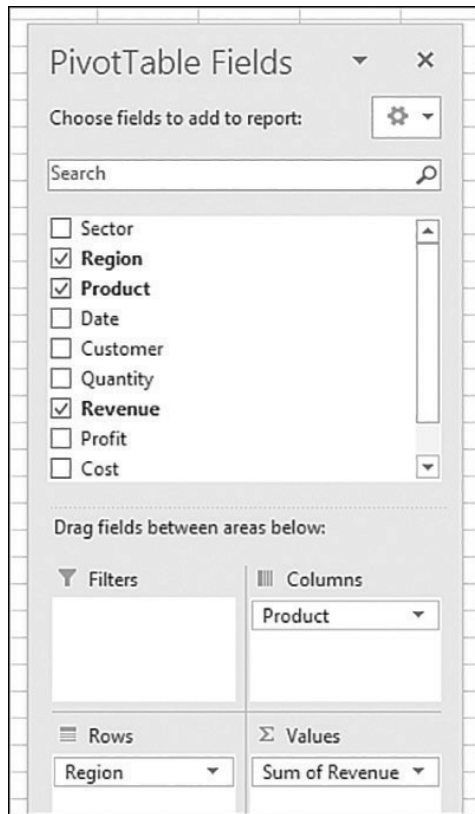 PivotTable Fields
Choose fields to add to report:
Search
Sector
Region
Product
Date
Customer
Quantity
Revenue
Profit
Cost
Drag fields between areas below:
Filters
Columns
Product
Rows
Values
Region
Sum of Revenue